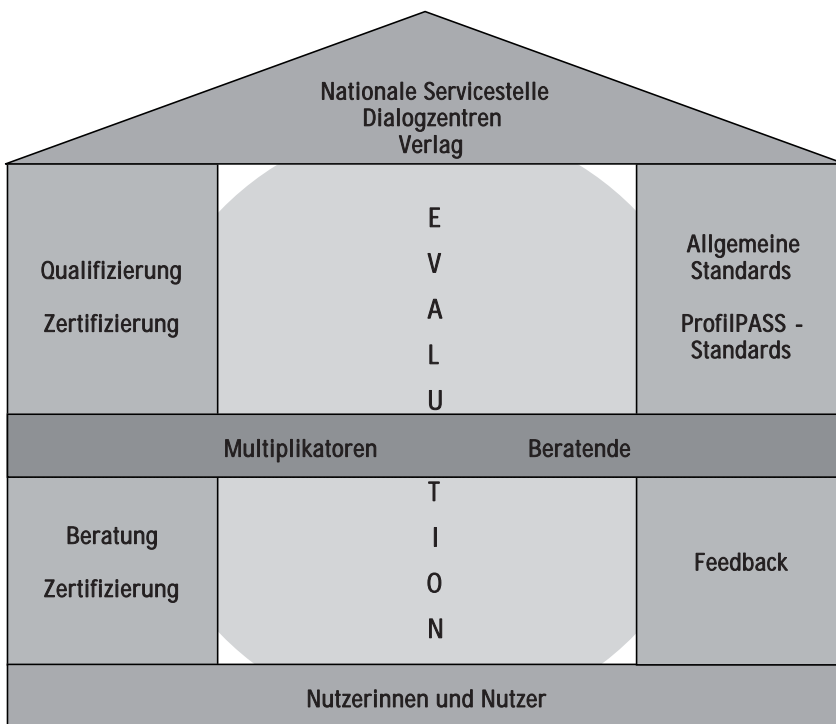 Nationale Servicestelle
Dialogzentren
Verlag
Qualifizierung
Zertifizierung
E
V
A
L
U
Allgemeine
Standards
ProfilPASS -
Standards
Multiplikatoren
Beratende
Beratung
Zertifizierung
T
I
O
N
Feedback
Nutzerinnen und Nutzer